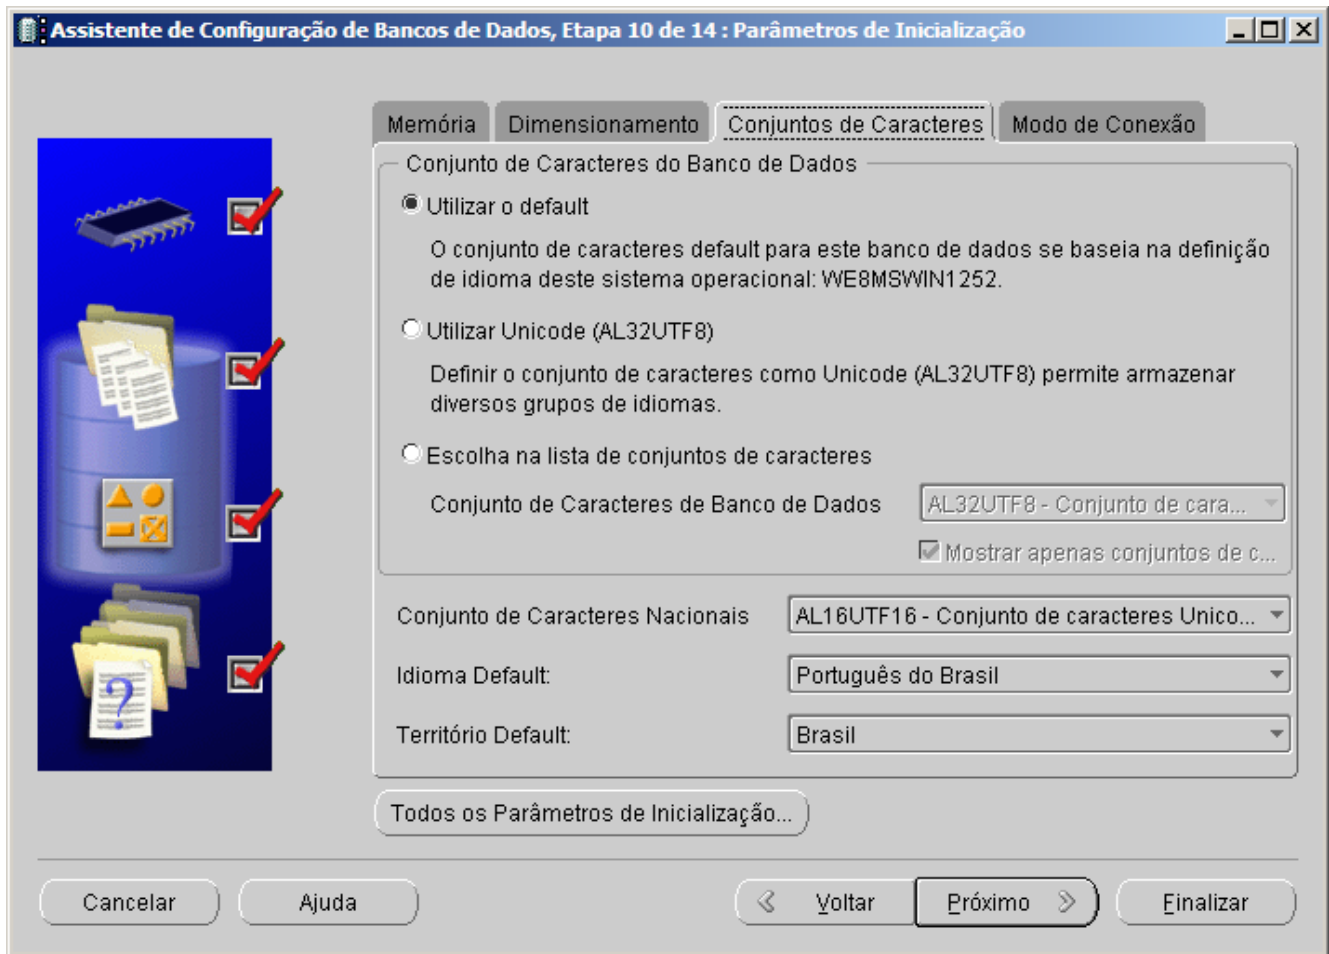 Assistente de Configuração de Bancos de Dados, Etapa 10 de 14 : Parâmetros de Inicialização
Memória Dimensionamento Conjuntos de Caracteres Modo de Conexão
Conjunto de Caracteres do Banco de Dados
Utilizar o default
O conjunto de caracteres default para este banco de dados se baseia na definição
de idioma deste sistema operacional: WE8MSWIN1252.
Utilizar Unicode (AL32UTF8)
Definir o conjunto de caracteres como Unicode (AL32UTF8) permite armazenar
diversos grupos de idiomas.
Escolha na lista de conjuntos de caracteres
Conjunto de Caracteres de Banco de Dados AL32UTF8 - Conjunto de cara...
Mostrar apenas conjuntos de c...
Conjunto de Caracteres Nacionais AL16UTF16 - Conjunto de caracteres Unico...
Idioma Default: Português do Brasil
Território Default: Brasil
Todos os Parâmetros de Inicialização...
Cancelar Ajuda Voltar Próximo Finalizar